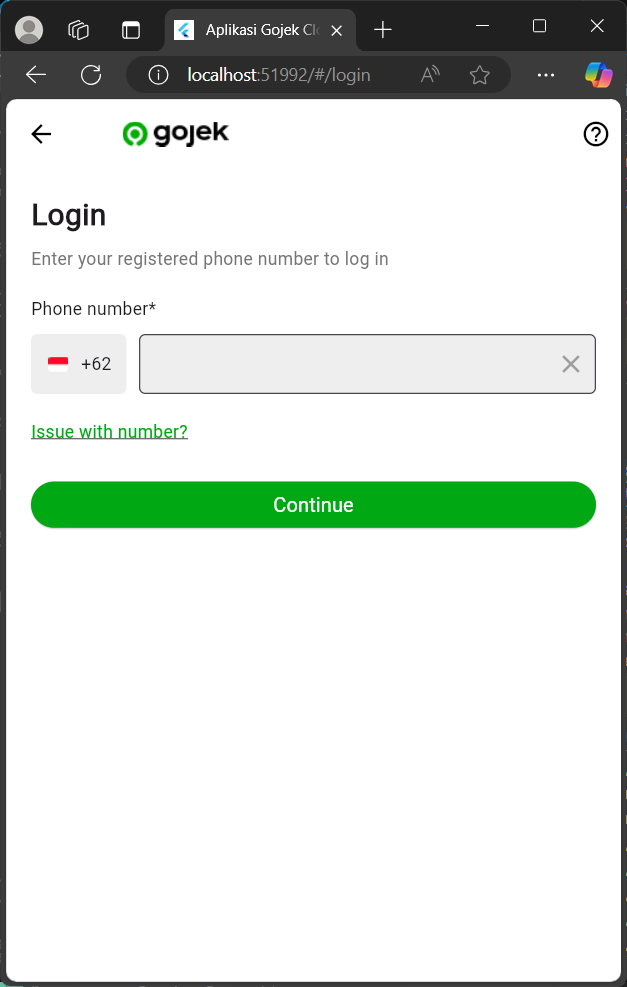 Aplikasi Gojek Cl
localhost:51992/#/login
gojek
Login
Enter your registered phone number to log in
Phone number*
+62
Issue with number?
Continue